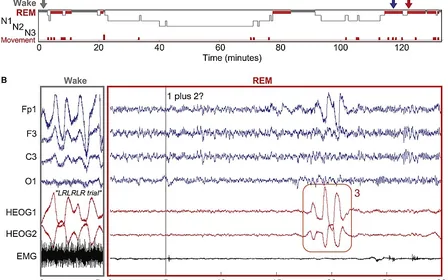 Wake
REM
N1
N2
N3
Movement
0 20 40 60 80 100 120
Time (minutes)
B
Wake
REM
Fp1
1 plus 2?
F3
C3
O1
"LRLRLR trial"
3
HEOG1
HEOG2
EMG